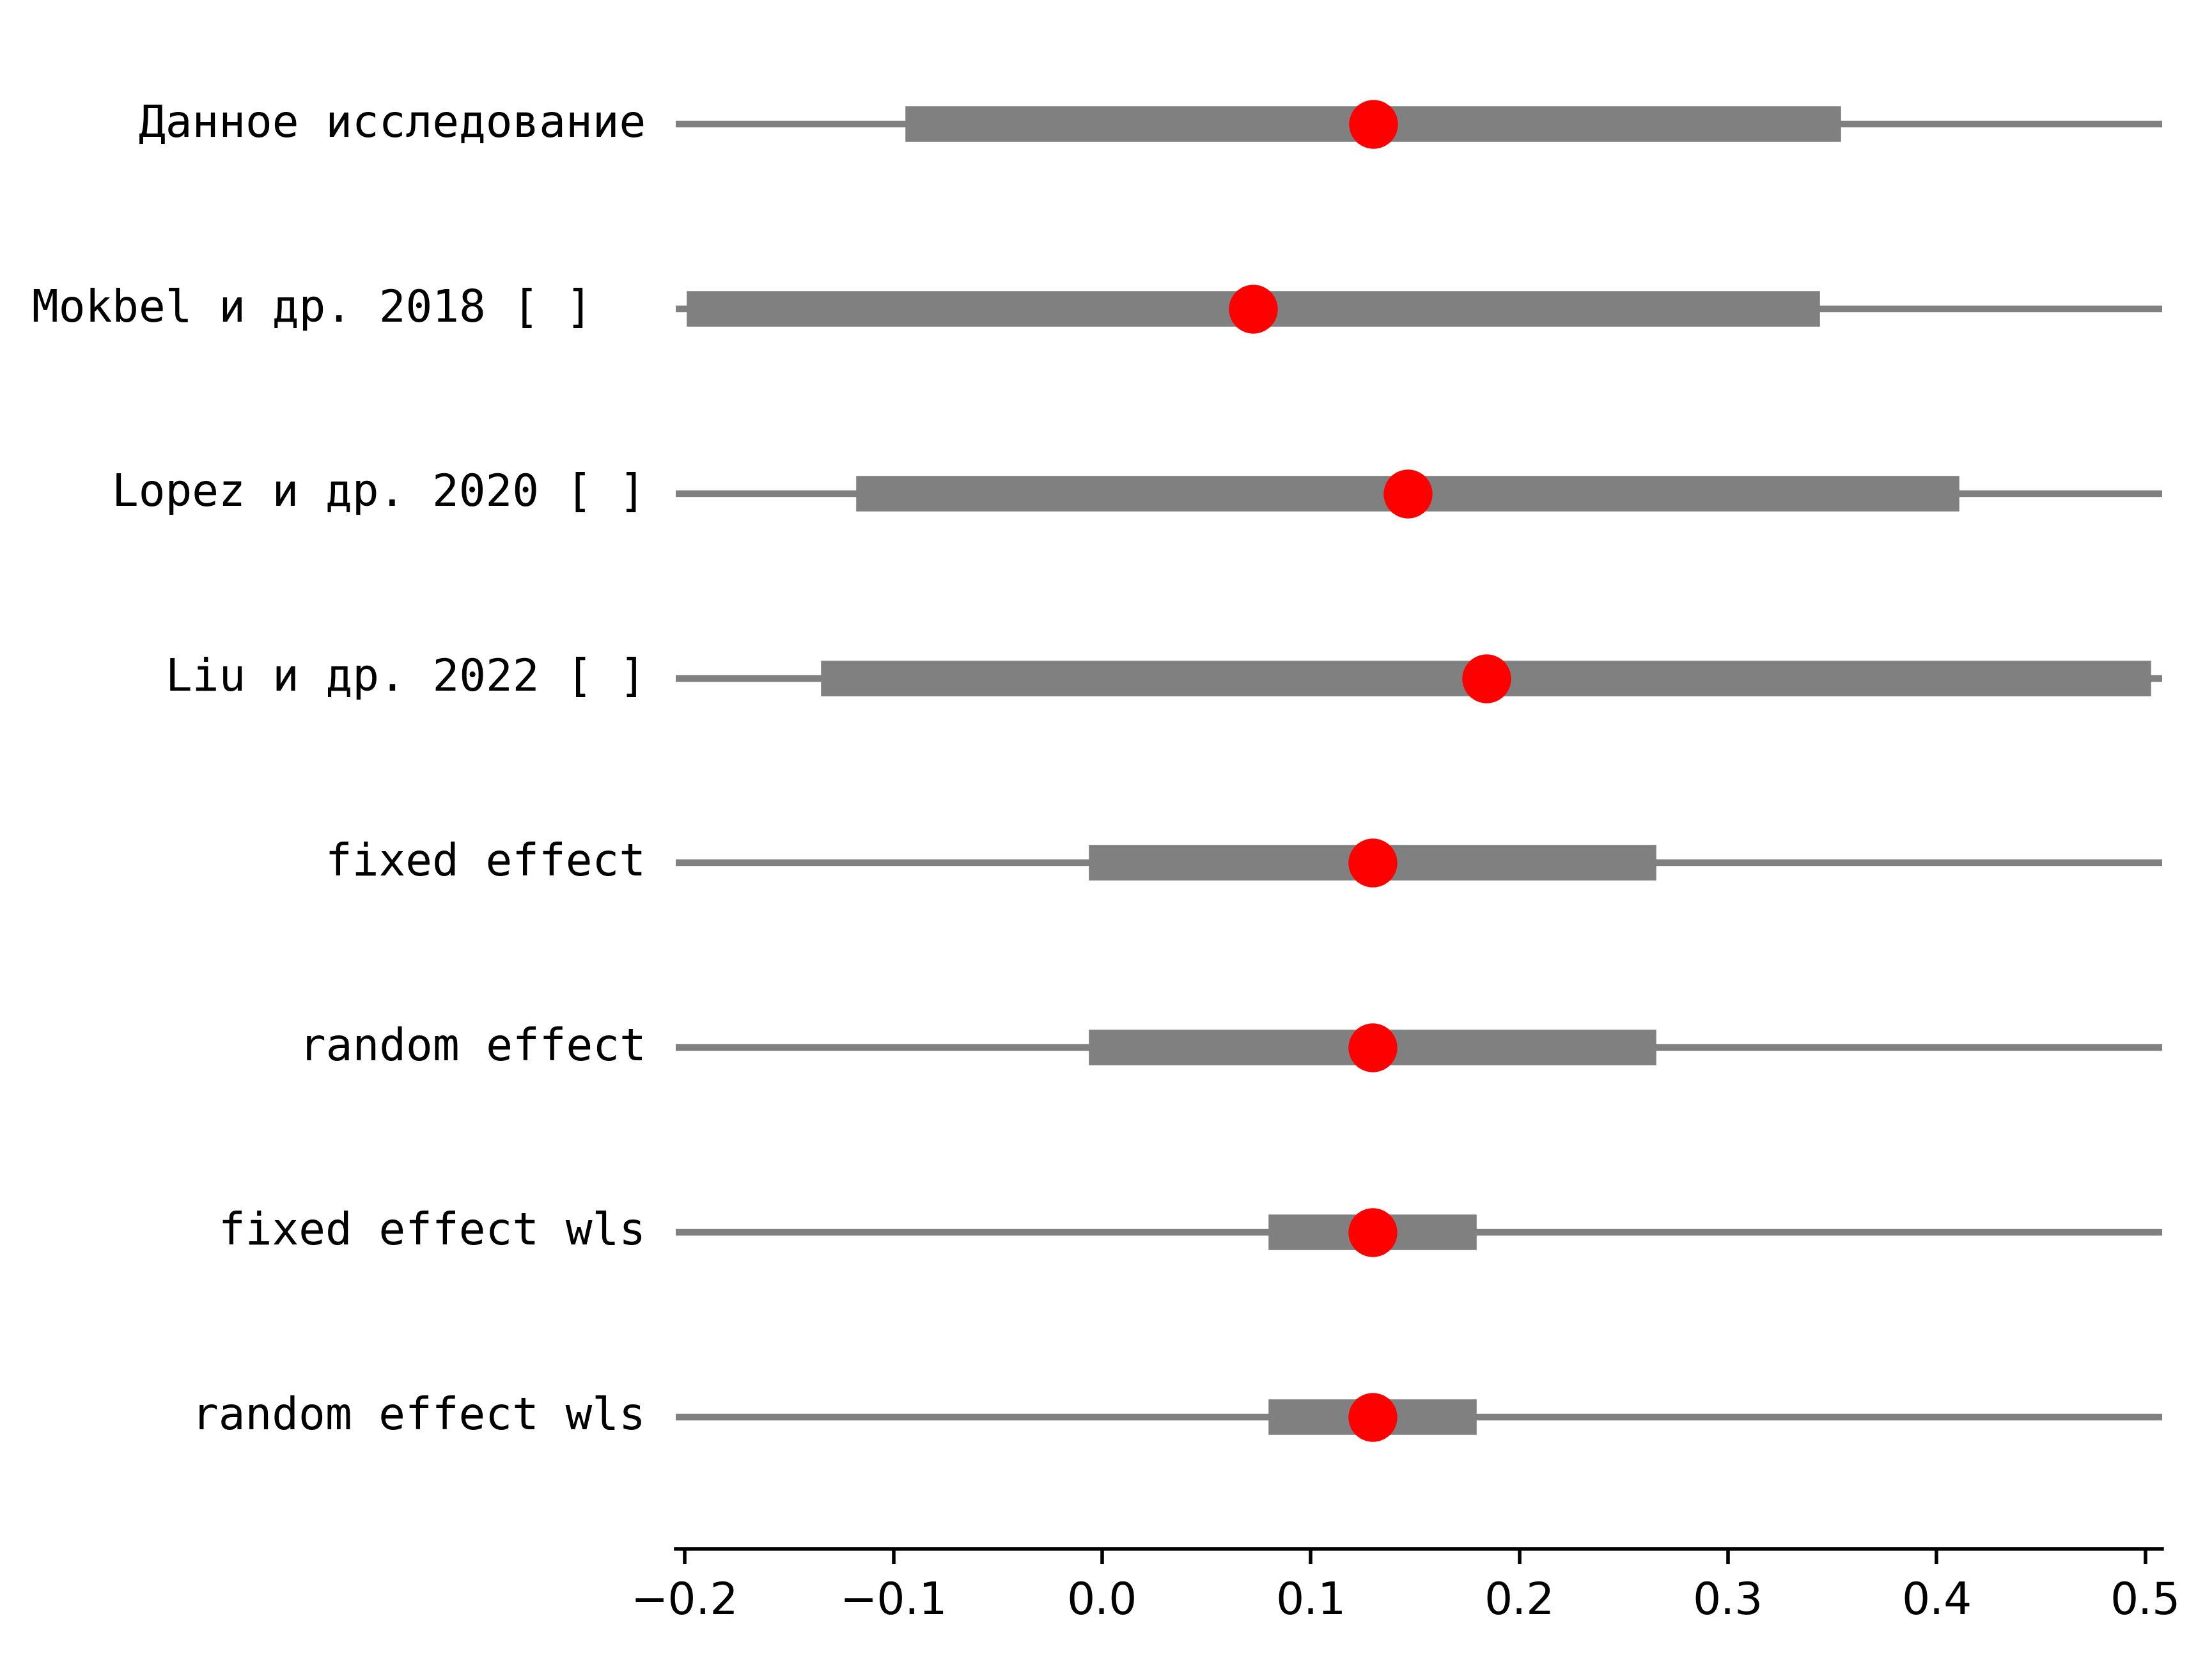 Данное исследование
Mokbel и др. 2018 [ ]
Lopez и др. 2020 [ ]
Liu и др. 2022 [ ]
fixed effect
random effect
fixed effect wls
random effect wls
−0.2 −0.1 0.0 0.1 0.2 0.3 0.4 0.5